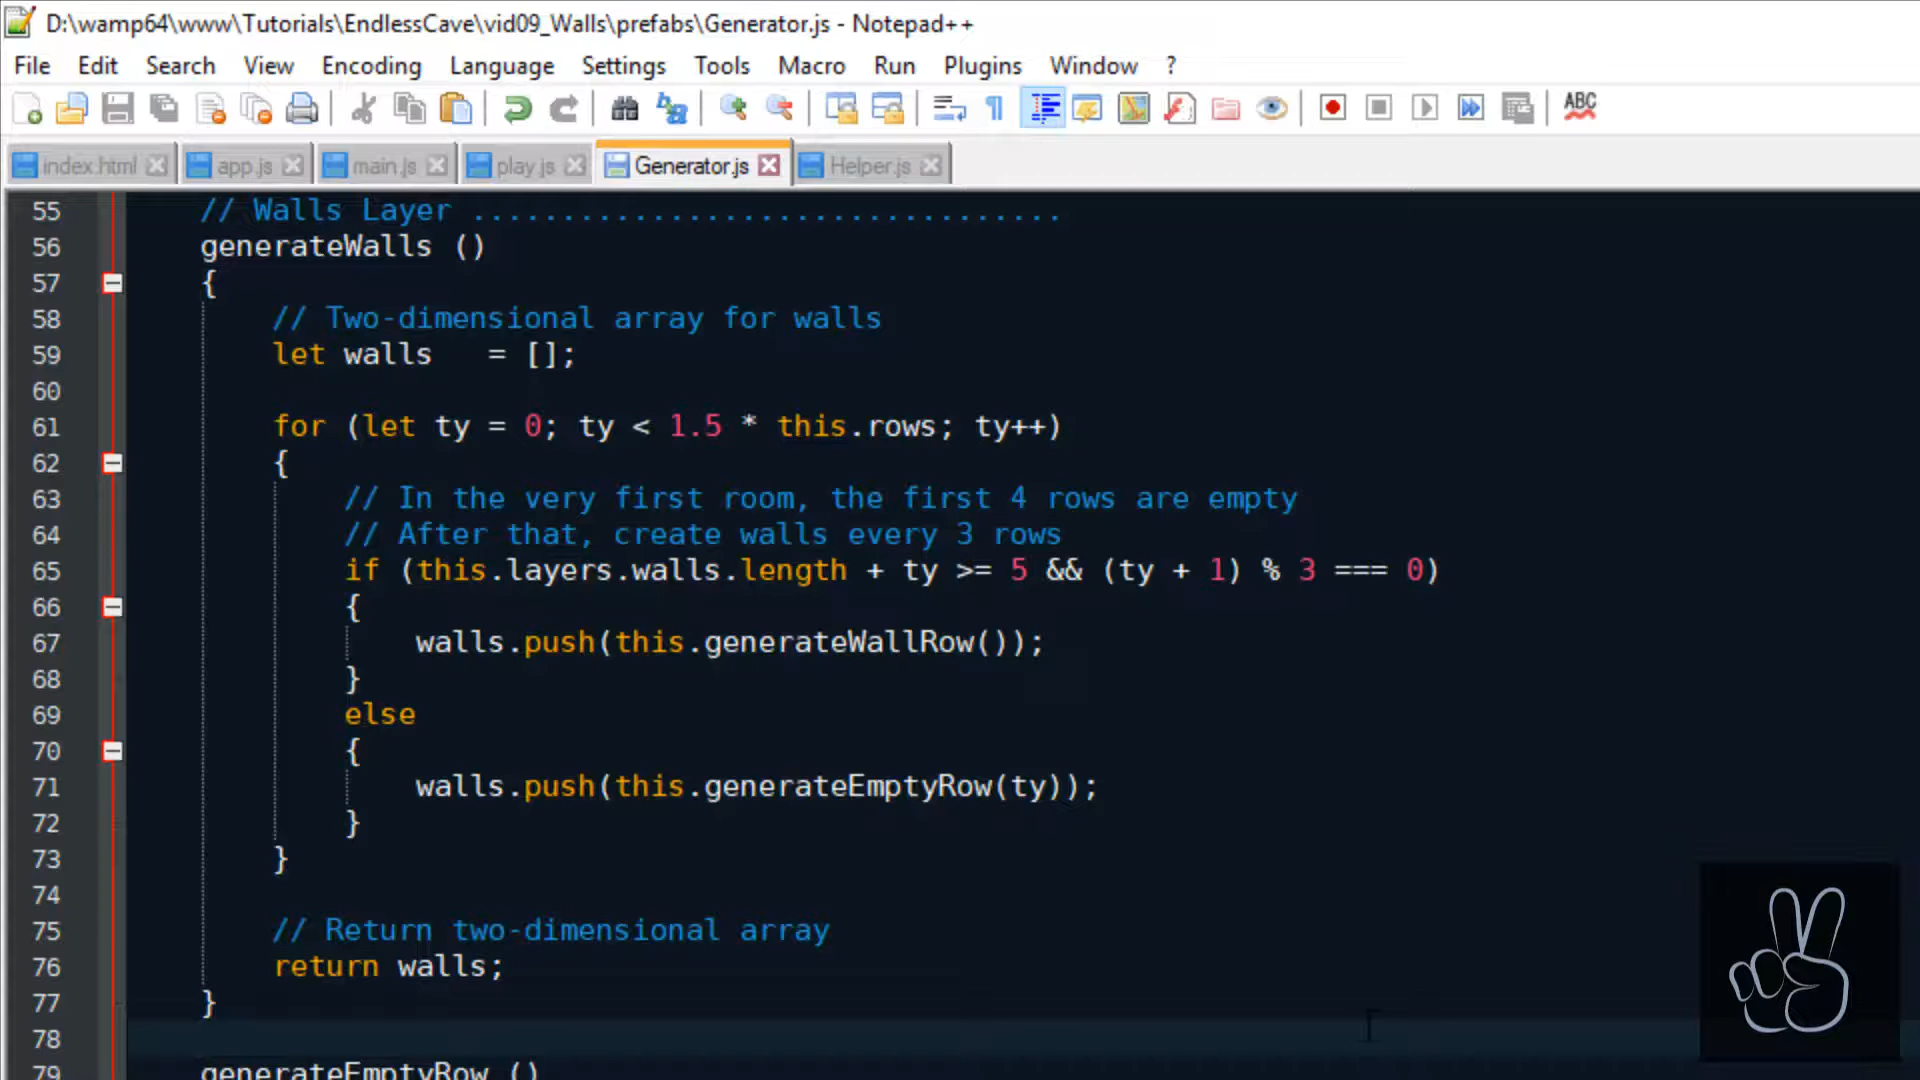 D:\wamp64\www\Tutorials\EndlessCave\vid09_Walls\prefabs\Generator.js - Notepad++
File Edit Search View Encoding Language Settings Tools Macro Run Plugins Window ?
ABC
index.html app.js main.js play.js Generator.js Helper.js
55 // Walls Layer .................................
56 generateWalls ()
57 {
58 // Two-dimensional array for walls
59 let walls   = [];
60
61 for (let ty = 0; ty < 1.5 * this.rows; ty++)
62 {
63 // In the very first room, the first 4 rows are empty
64 // After that, create walls every 3 rows
65 if (this.layers.walls.length + ty >= 5 && (ty + 1) % 3 === 0)
66 {
67 walls.push(this.generateWallRow());
68 }
69 else
70 {
71 walls.push(this.generateEmptyRow(ty));
72 }
73 }
74
75 // Return two-dimensional array
76 return walls;
77 }
78
79 generateEmptyRow ()